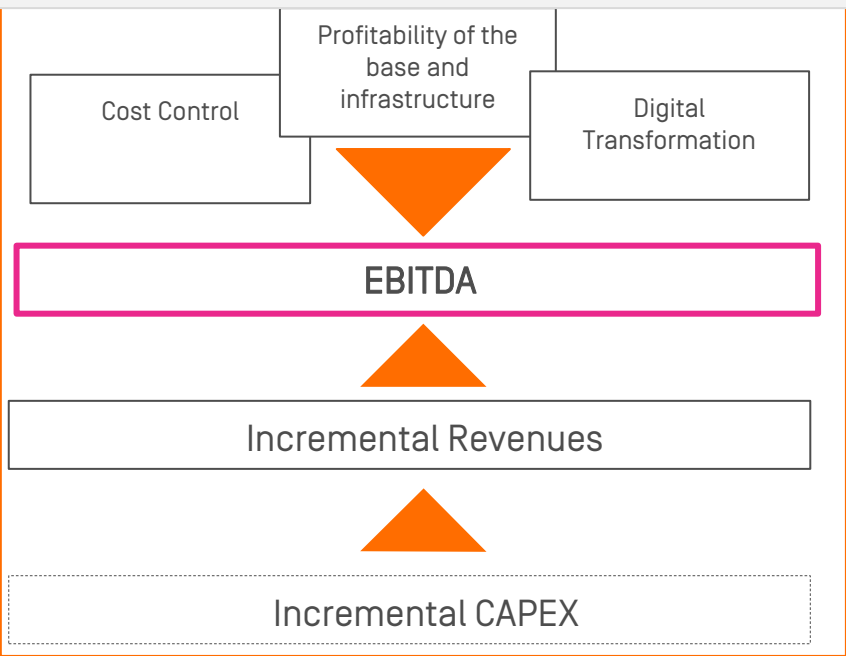 Profitability of the
base and
infrastructure
Cost Control
Digital
Transformation
EBITDA
Incremental Revenues
Incremental CAPEX